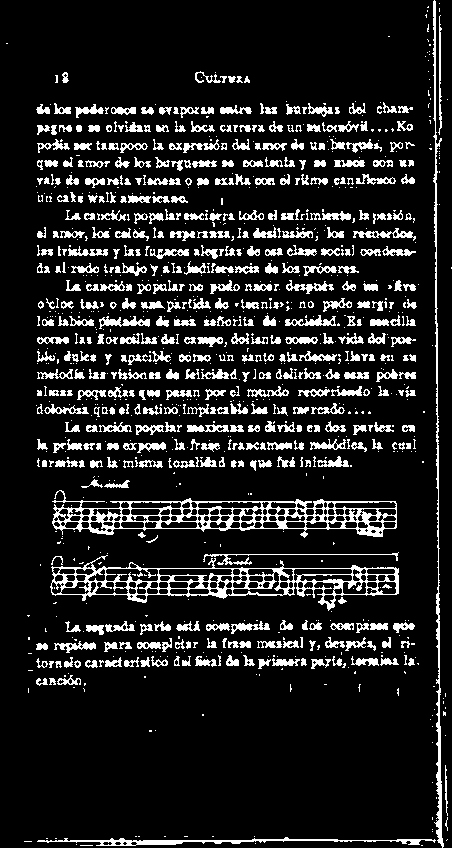 18 CULTURA
de los poderosos se evaporan entre las burbujas del cham-
pagne o se olvidan en la loca carrera de un automóvil....No
podía ser tampoco la expresión del amor de un burgués, por-
que el amor de los burgueses se contenta y se mece con un
vals de opereta vienesa o se exalta con el ritmo canallesco de
un cake walk americano.
La canción popular encierra todo el sufrimiento, la pasión,
el amor, los celos, la esperanza, la desilusión, los recuerdos,
las tristezas y las fugaces alegrías de esa clase social condena-
da al rudo trabajo y a la indiferencia de los próceres.
La canción popular no pudo nacer después de un «five
o'cloc tea» o de una partida de «tennis»; no pudo surgir de
los labios pintados de una señorita de sociedad. Es sencilla
como las florecillas del campo, doliente como la vida del pue-
blo, dulce y apacible como un santo atardecer; lleva en su
melodía las visiones de felicidad y los delirios de esas pobres
almas pequeñas que pasan por el mundo recorriendo la vía
dolorosa que el destino implacable les ha marcado....
La canción popular mexicana se divide en dos partes: en
la primera se expone la frase francamente melódica, la cual
termina en la misma tonalidad en que fué iniciada.
La segunda parte está compuesta de dos compases que
se repiten para completar la frase musical y, después, el ri-
tornelo característico del final de la primera parte, termina la
canción.